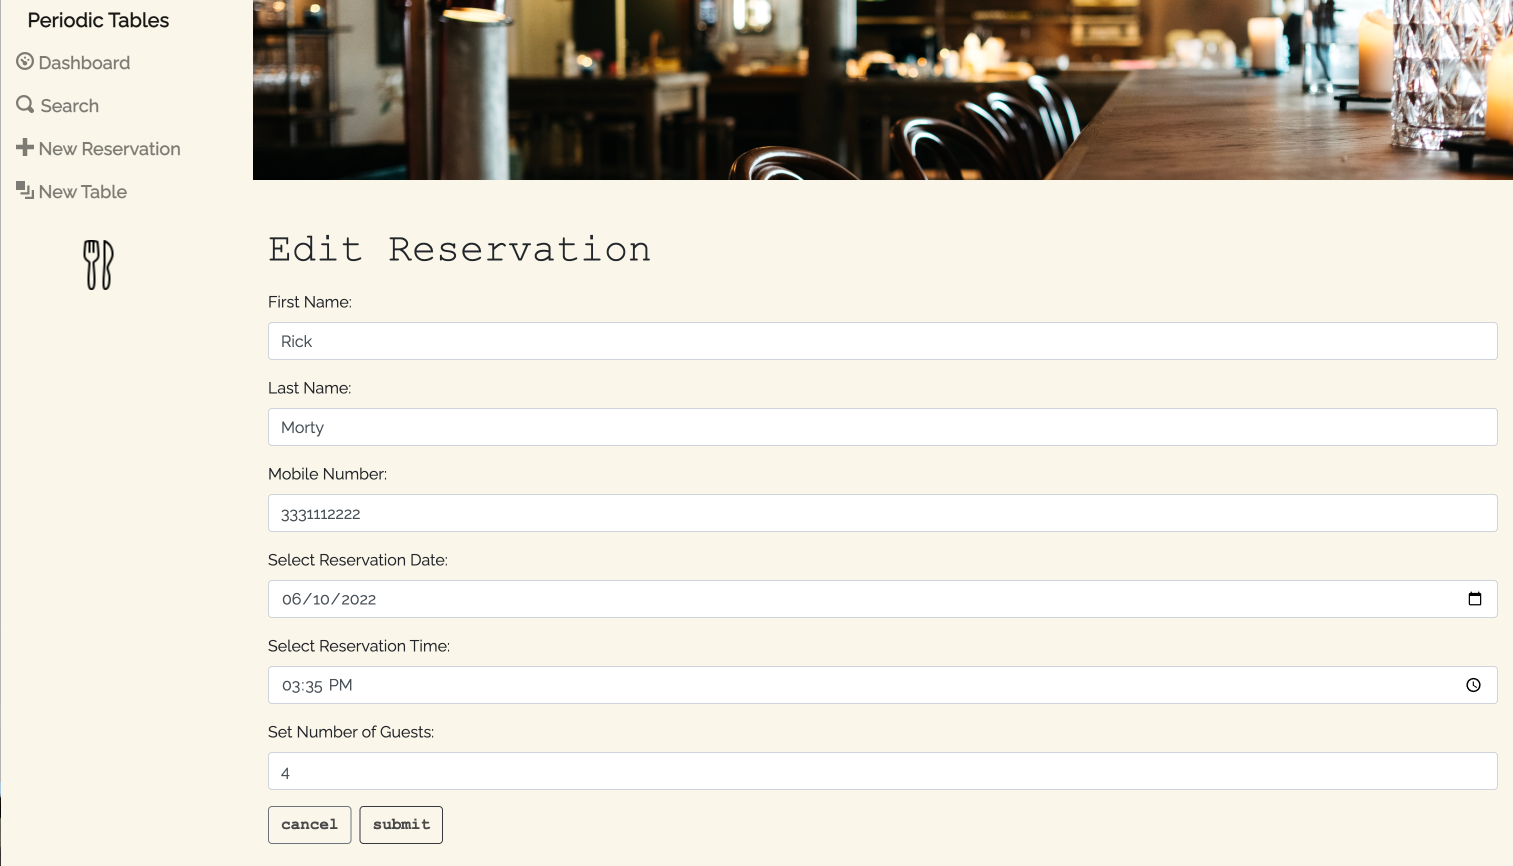 Periodic Tables
Dashboard
Search
New Reservation
New Table
Edit Reservation
First Name:
Rick
Last Name:
Morty
Mobile Number:
3331112222
Select Reservation Date:
06/10/2022
Select Reservation Time:
03:35 PM
Set Number of Guests:
4
cancel submit